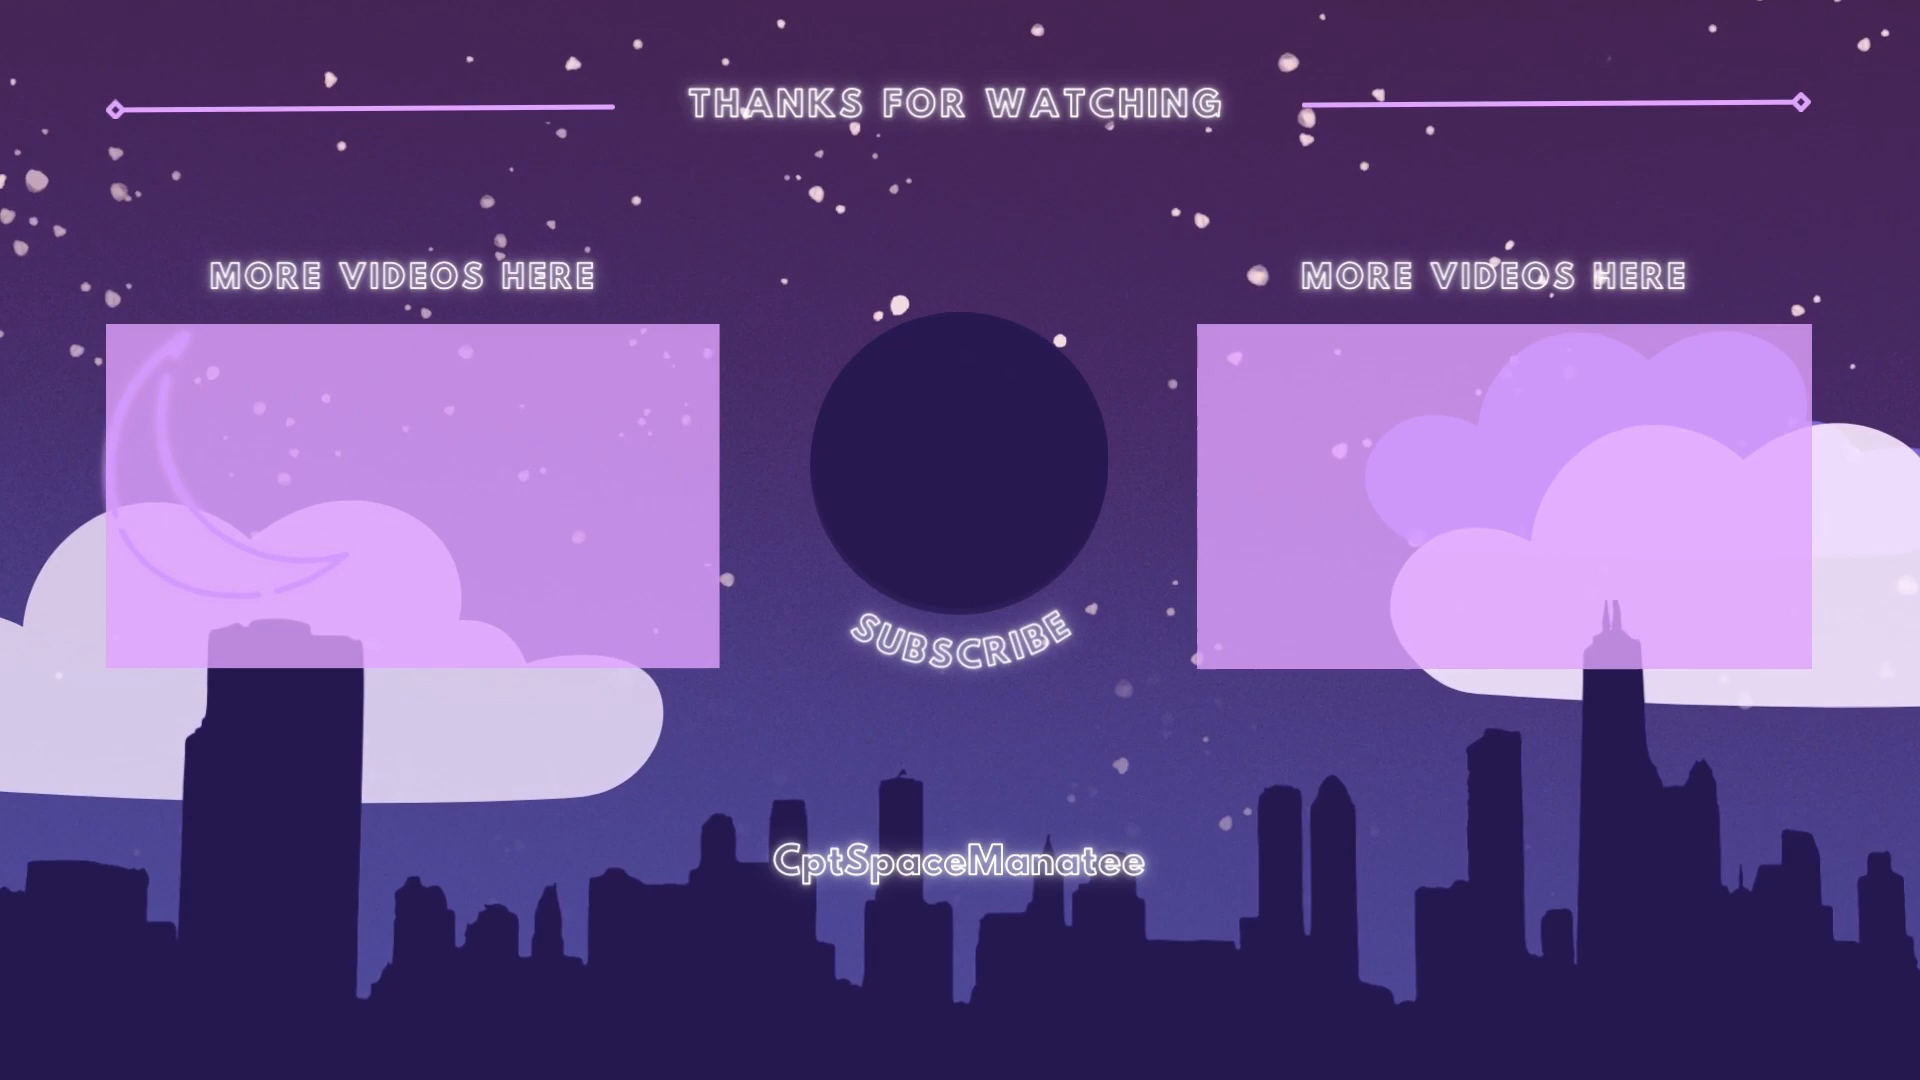 THANKS FOR WATCHING
MORE VIDEOS HERE
MORE VIDEOS HERE
SUBSCRIBE
CptSpaceManatee